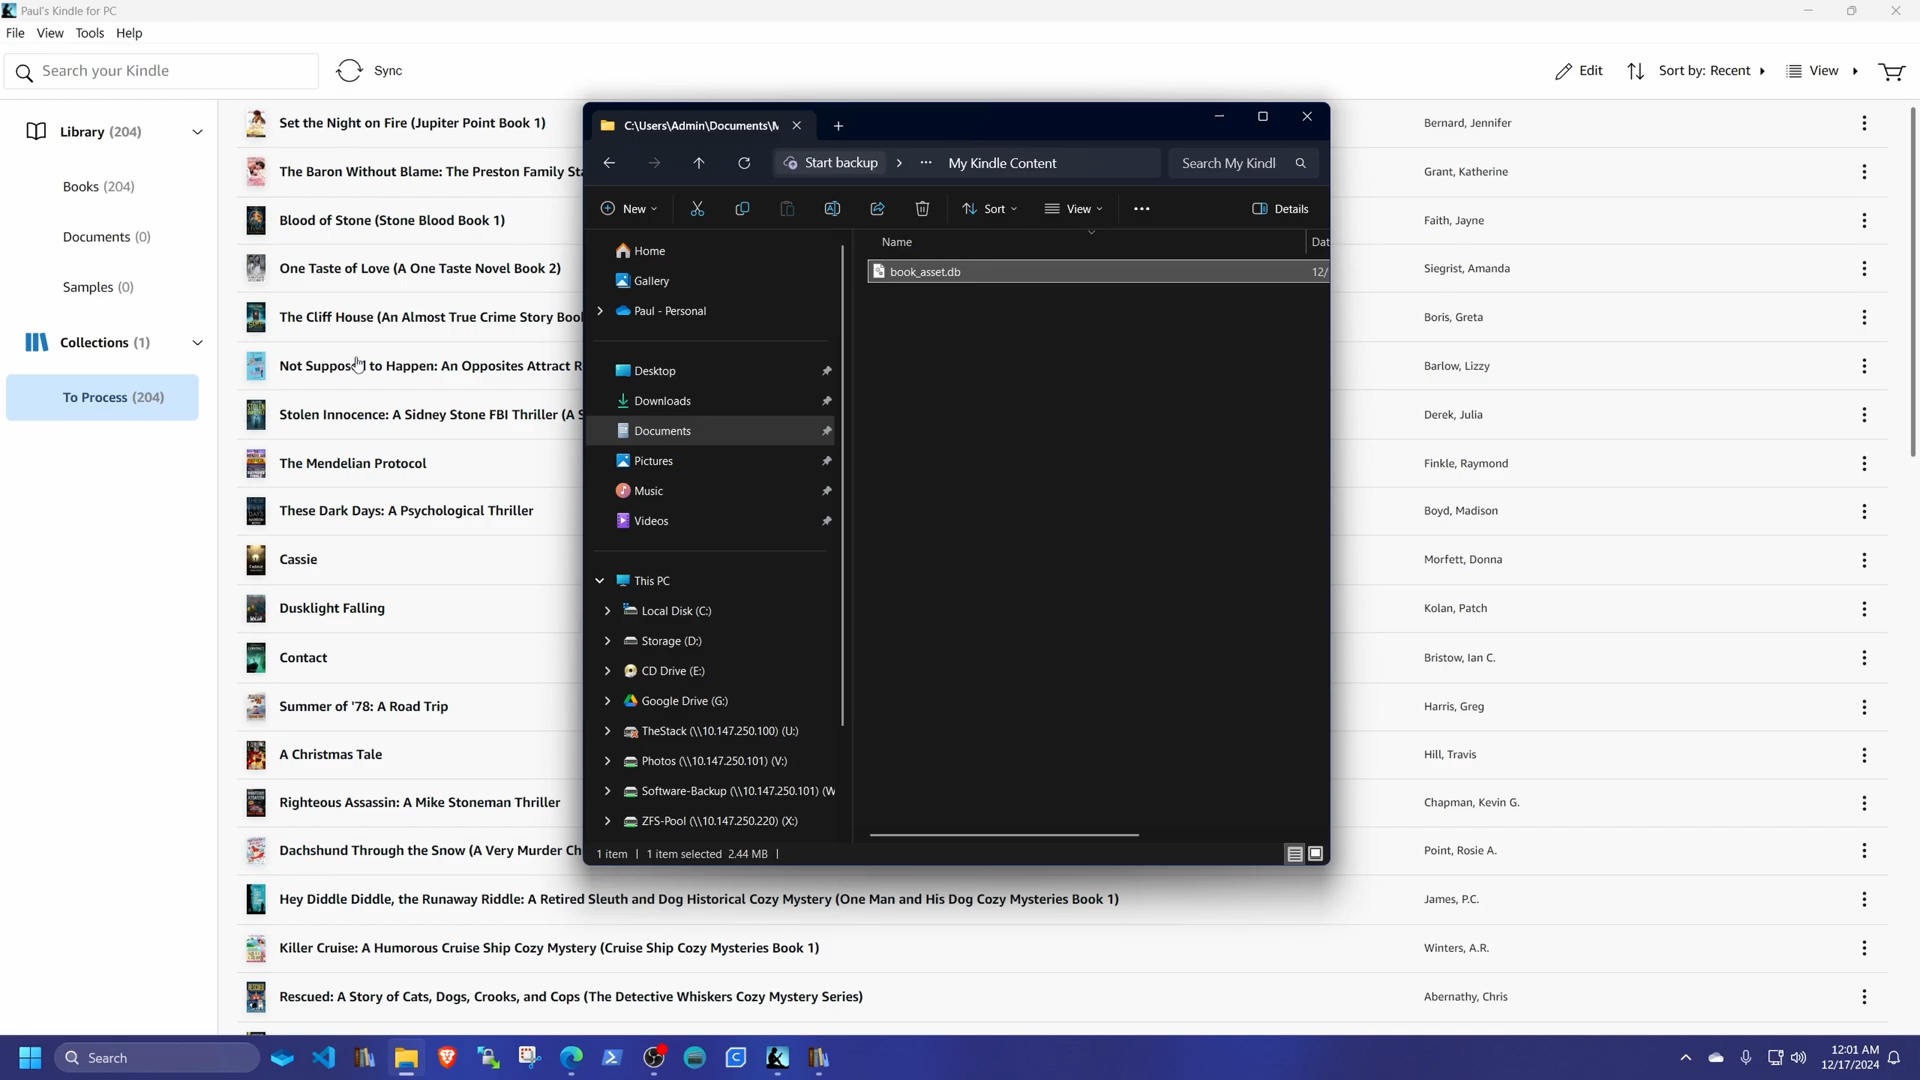 Paul's Kindle for PC
File View Tools Help
Search your Kindle
Sync
Edit
Sort by: Recent
View
Library (204)
Books (204)
Documents (0)
Samples (0)
Collections (1)
To Process (204)
Set the Night on Fire (Jupiter Point Book 1)
Bernard, Jennifer
The Baron Without Blame: The Preston Family Sta
Grant, Katherine
Blood of Stone (Stone Blood Book 1)
Faith, Jayne
One Taste of Love (A One Taste Novel Book 2)
Siegrist, Amanda
The Cliff House (An Almost True Crime Story Boo
Boris, Greta
Not Supposed to Happen: An Opposites Attract R
Barlow, Lizzy
Stolen Innocence: A Sidney Stone FBI Thriller (A S
Derek, Julia
The Mendelian Protocol
Finkle, Raymond
These Dark Days: A Psychological Thriller
Boyd, Madison
Cassie
Morfett, Donna
Dusklight Falling
Kolan, Patch
Contact
Bristow, Ian C.
Summer of '78: A Road Trip
Harris, Greg
A Christmas Tale
Hill, Travis
Righteous Assassin: A Mike Stoneman Thriller
Chapman, Kevin G.
Dachshund Through the Snow (A Very Murder Ch
Point, Rosie A.
Hey Diddle Diddle, the Runaway Riddle: A Retired Sleuth and Dog Historical Cozy Mystery (One Man and His Dog Cozy Mysteries Book 1)
James, P.C.
Killer Cruise: A Humorous Cruise Ship Cozy Mystery (Cruise Ship Cozy Mysteries Book 1)
Winters, A.R.
Rescued: A Story of Cats, Dogs, Crooks, and Cops (The Detective Whiskers Cozy Mystery Series)
Abernathy, Chris
C:\Users\Admin\Documents\M
Start backup
My Kindle Content
Search My Kindl
New
Sort
View
Details
Home
Gallery
Paul - Personal
Desktop
Downloads
Documents
Pictures
Music
Videos
This PC
Local Disk (C:)
Storage (D:)
CD Drive (E:)
Google Drive (G:)
TheStack (\\10.147.250.100) (U:)
Photos (\\10.147.250.101) (V:)
Software-Backup (\\10.147.250.101) (W
ZFS-Pool (\\10.147.250.220) (X:)
Name
Dat
book_asset.db
12/
1 item
1 item selected 2.44 MB
Search
12:01 AM
12/17/2024